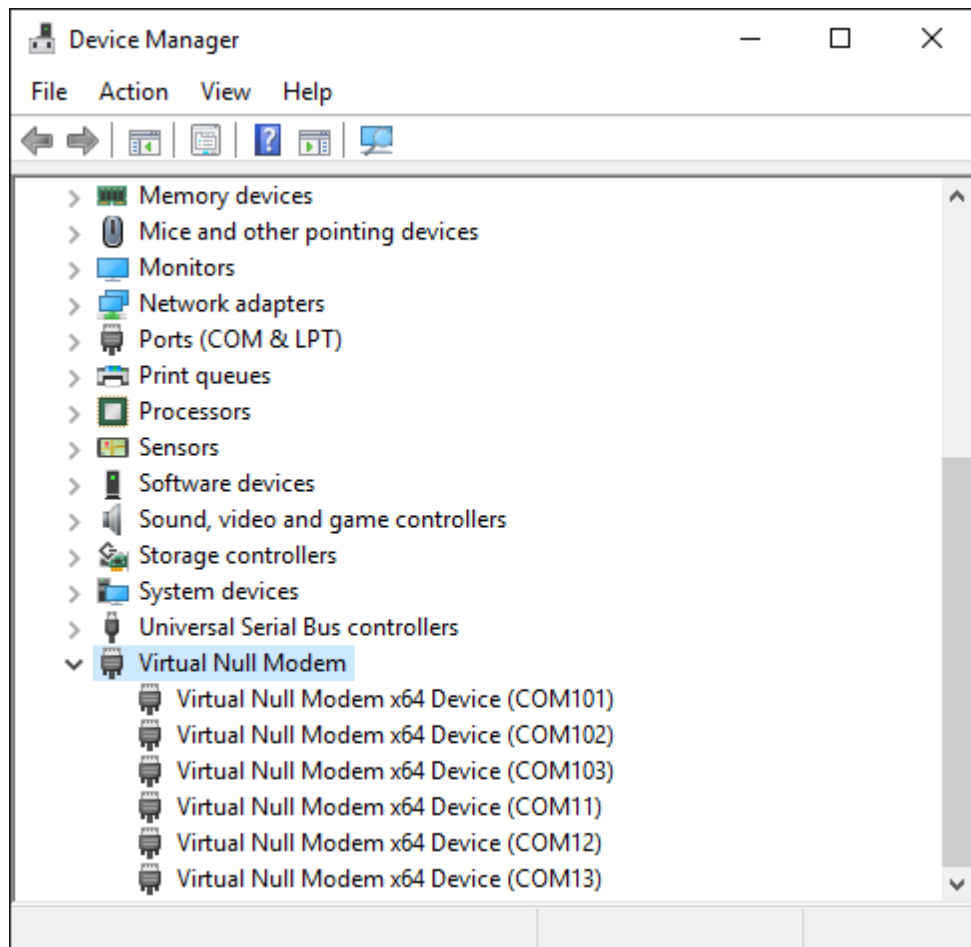 Device Manager
File Action View Help
Memory devices
Mice and other pointing devices
Monitors
Network adapters
Ports (COM & LPT)
Print queues
Processors
Sensors
Software devices
Sound, video and game controllers
Storage controllers
System devices
Universal Serial Bus controllers
Virtual Null Modem
Virtual Null Modem x64 Device (COM101)
Virtual Null Modem x64 Device (COM102)
Virtual Null Modem x64 Device (COM103)
Virtual Null Modem x64 Device (COM11)
Virtual Null Modem x64 Device (COM12)
Virtual Null Modem x64 Device (COM13)